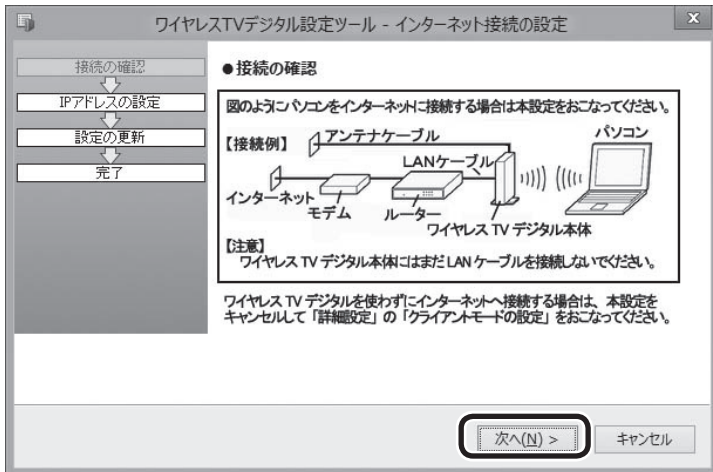 ワイヤレスTVデジタル設定ツール - インターネット接続の設定
x
接続の確認
IPアドレスの設定
設定の更新
完了
●接続の確認
図のようにパソコンをインターネットに接続する場合は本設定をおこなってください。
【接続例】
アンテナケーブル
パソコン
LANケーブル
インターネット
モデム
ルーター
ワイヤレス TV デジタル本体
【注意】
ワイヤレス TV デジタル本体にはまだ LAN ケーブルを接続しないでください。
ワイヤレス TV デジタルを使わずにインターネットへ接続する場合は、本設定を
キャンセルして「詳細設定」の「クライアントモードの設定」をおこなってください。
次へ(N) >
キャンセル